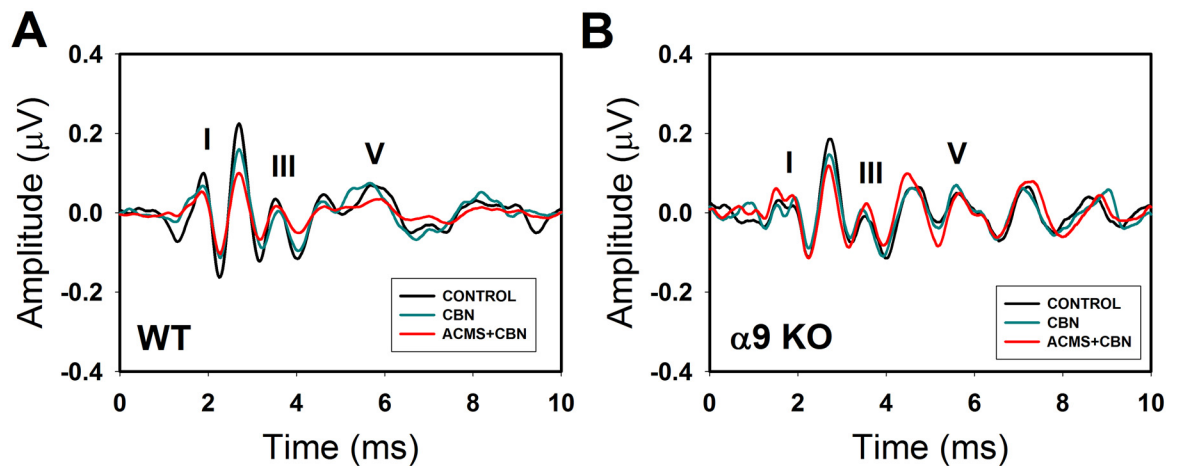 A
Amplitude (μV)
0.4
0.2
0.0
-0.2
-0.4
I
III
V
CONTROL
CBN
ACMS+CBN
WT
0 2 4 6 8 10
Time (ms)
B
Amplitude (μV)
0.4
0.2
0.0
-0.2
-0.4
I
III
V
CONTROL
CBN
ACMS+CBN
α9 KO
0 2 4 6 8 10
Time (ms)